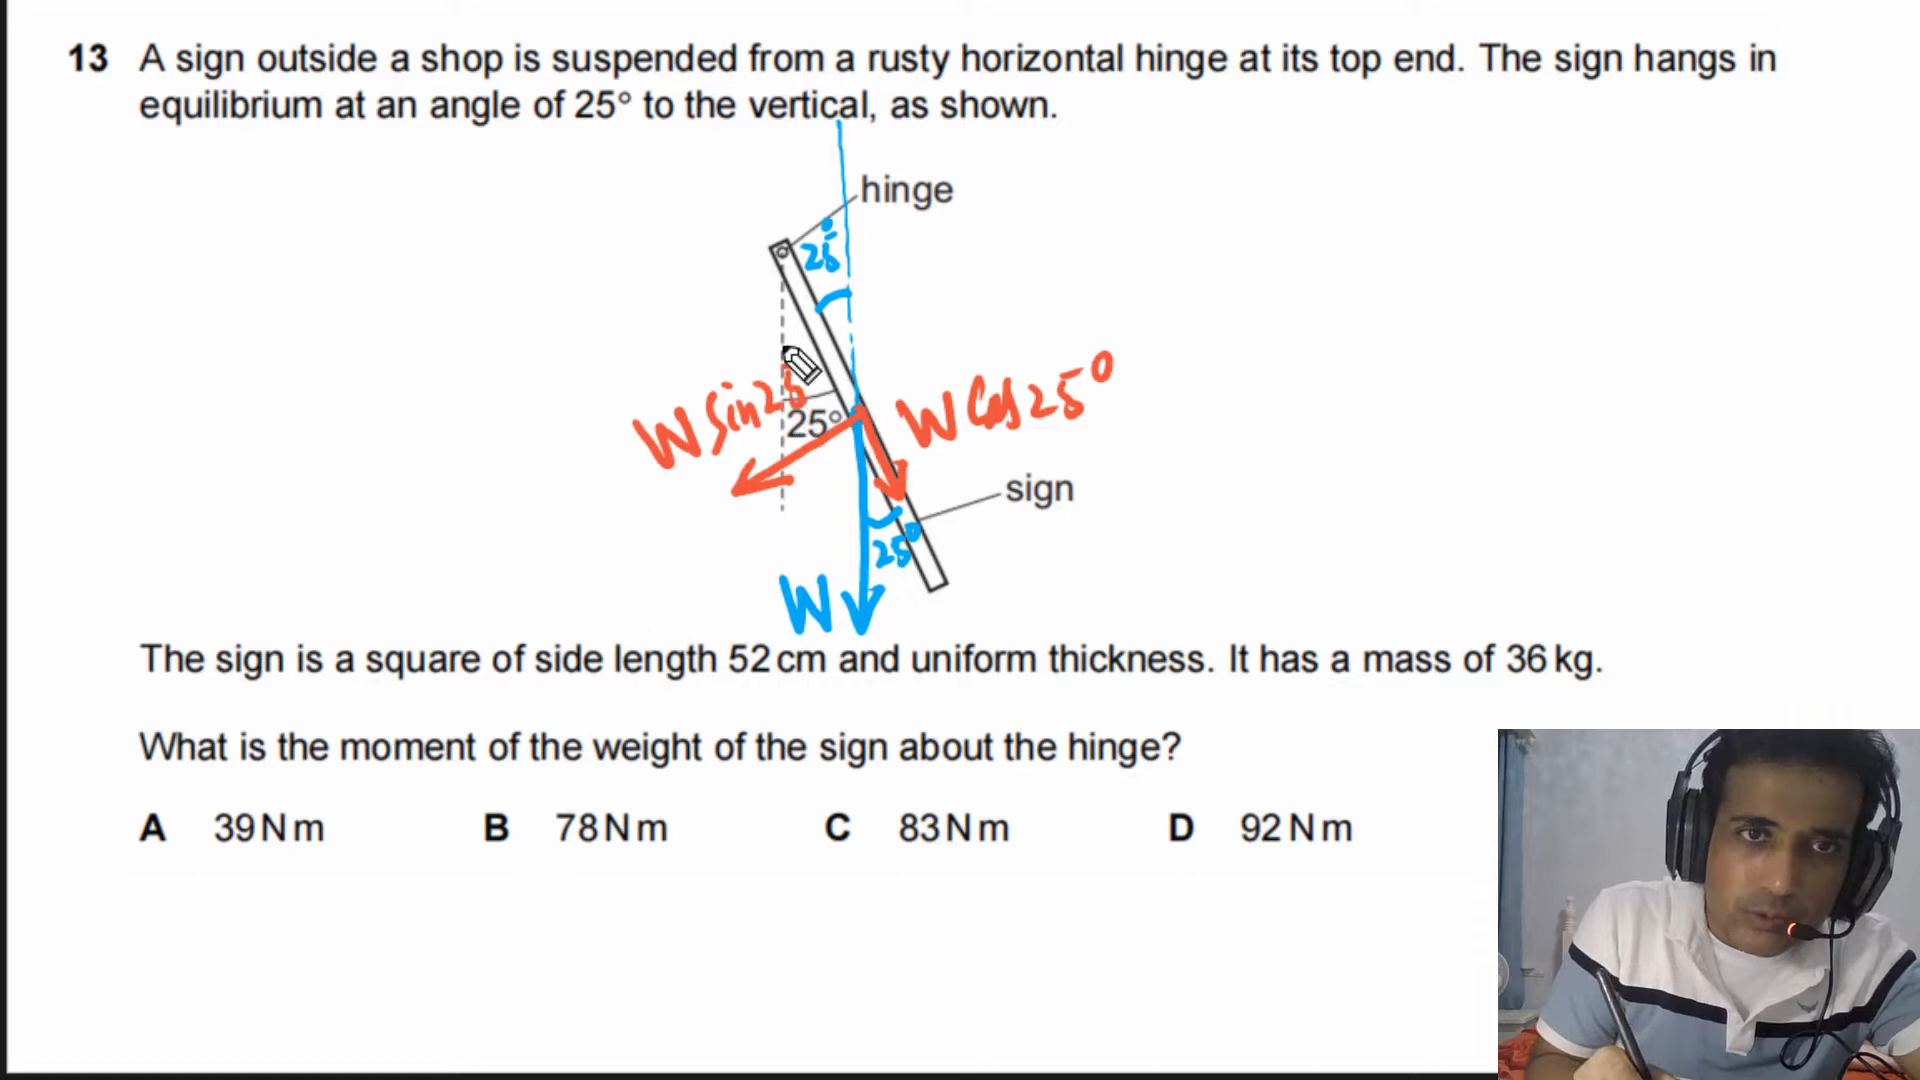 13 A sign outside a shop is suspended from a rusty horizontal hinge at its top end. The sign hangs in
equilibrium at an angle of 25° to the vertical, as shown.
hinge
25°
W sin25
W Cos25°
25°
sign
25°
W
The sign is a square of side length 52 cm and uniform thickness. It has a mass of 36 kg.
What is the moment of the weight of the sign about the hinge?
A 39 N m B 78 N m C 83 N m D 92 N m